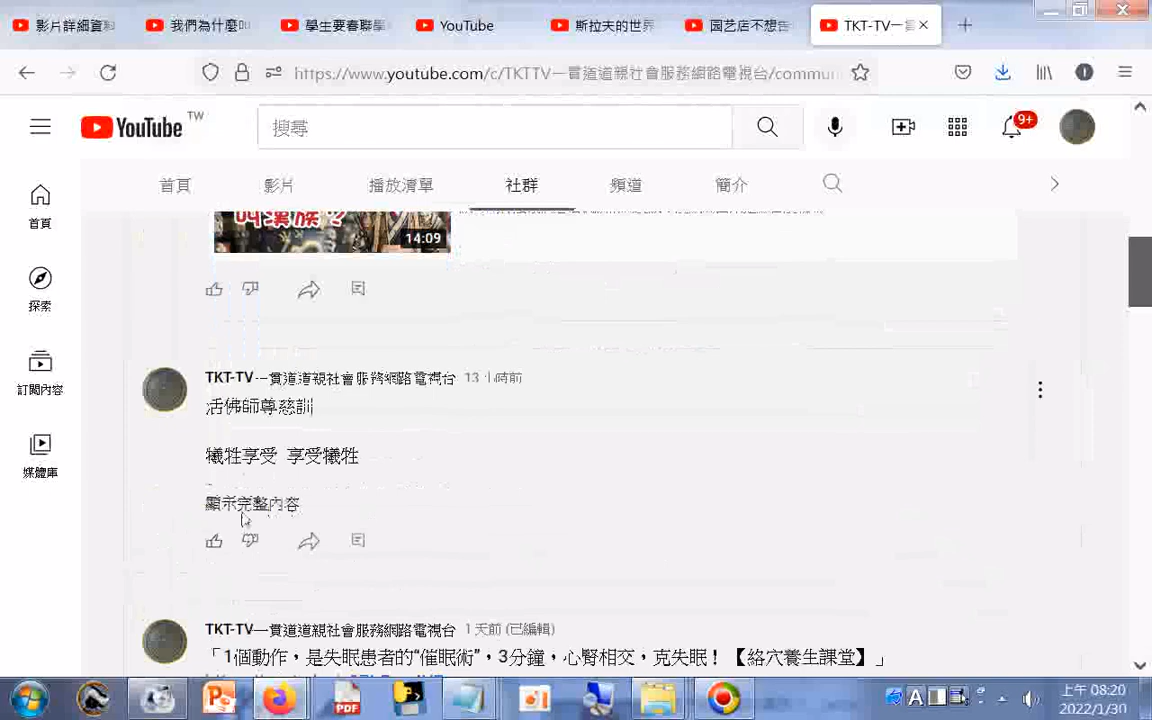 影片詳細資料
我們為什麼叫
學生要春聯
YouTube
斯拉夫的世界
园艺店不想告
TKT-TV一貫
https://www.youtube.com/c/TKTTV一貫道道親社會服務網路電視台/commu
YouTube TW
搜尋
9+
首頁
影片
播放清單
社群
頻道
簡介
首頁
探索
訂閱內容
媒體庫
叫漢族？
14:09
TKT-TV一貫道道親社會服務網路電視台 13 小時前
活佛師尊慈訓
犧牲享受 享受犧牲
顯示完整內容
TKT-TV一貫道道親社會服務網路電視台 1 天前 (已編輯)
「1個動作，是失眠患者的“催眠術”，3分鐘，心腎相交，克失眠！【絡穴養生課堂】」
PDF
A
上午 08:20
2022/1/30